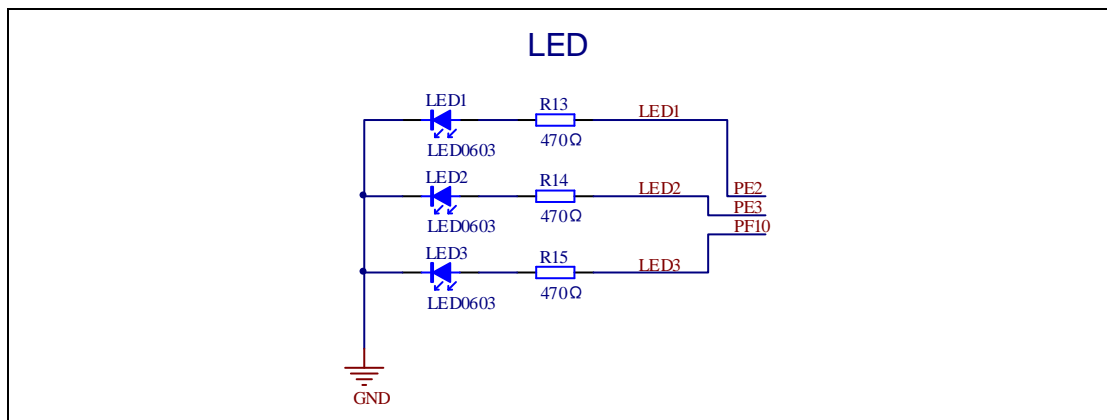 LED
LED1
R13
LED1
LED0603
470Ω
LED2
R14
LED2
PE2
PE3
LED0603
470Ω
PF10
LED3
R15
LED3
LED0603
470Ω
GND